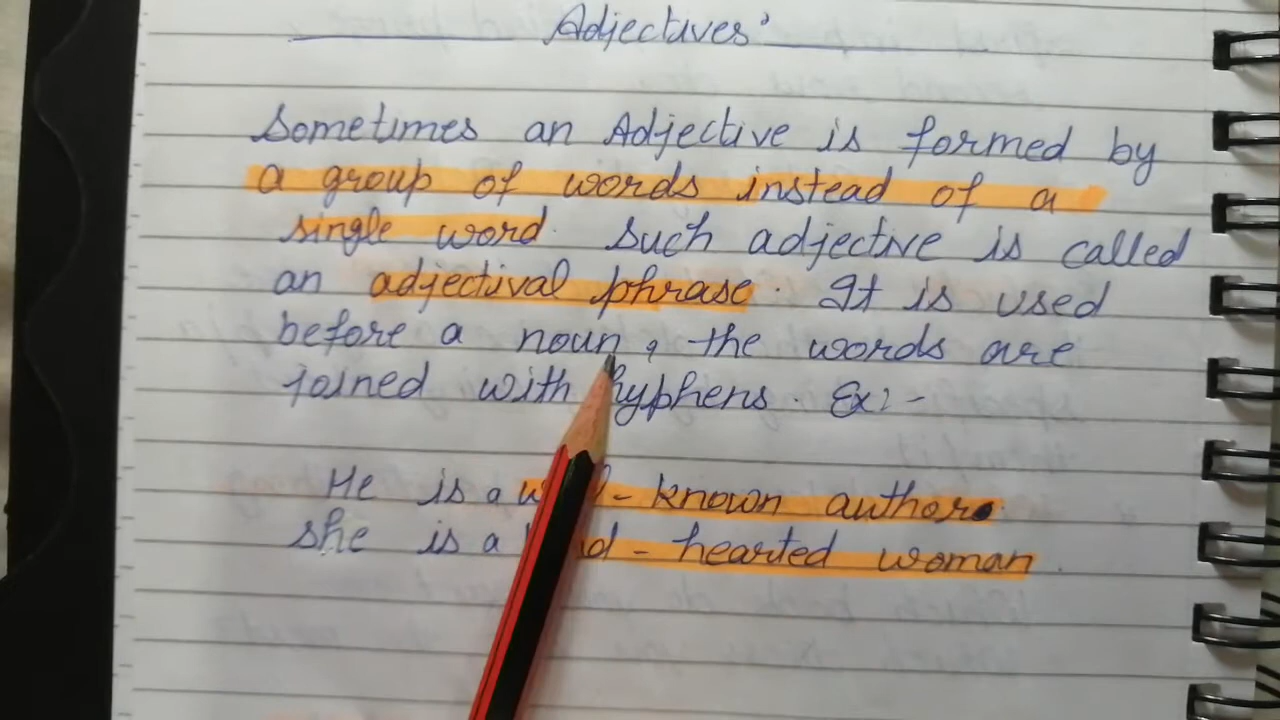 Adjectives'
Sometimes an Adjective is formed by
a group of words instead of a
single word. Such adjective is called
an adjectival phrase. It is used
before a noun, the words are
joined with hyphens. Ex:-
He is a - known author.
she is a - hearted woman.